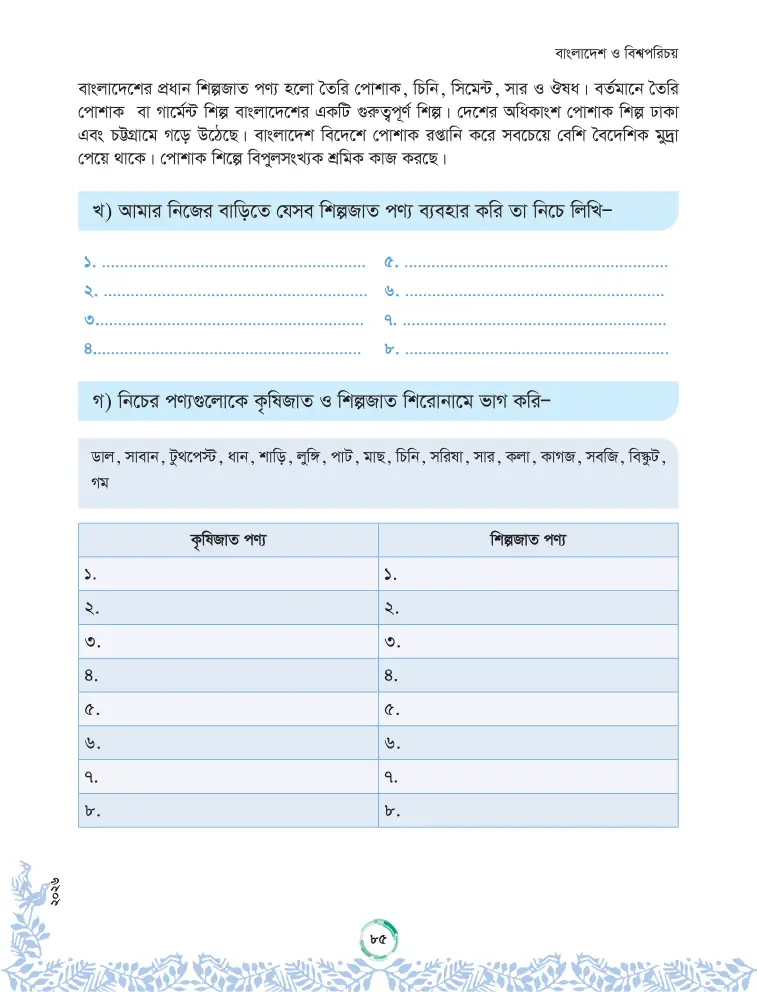 বাংলাদেশ ও বিশ্বপরিচয়
বাংলাদেশের প্রধান শিল্পজাত পণ্য হলো তৈরি পোশাক, চিনি, সিমেন্ট, সার ও ঔষধ। বর্তমানে তৈরি
পোশাক বা গার্মেন্ট শিল্প বাংলাদেশের একটি গুরুত্বপূর্ণ শিল্প। দেশের অধিকাংশ পোশাক শিল্প ঢাকা
এবং চট্টগ্রামে গড়ে উঠেছে। বাংলাদেশ বিদেশে পোশাক রপ্তানি করে সবচেয়ে বেশি বৈদেশিক মুদ্রা
পেয়ে থাকে। পোশাক শিল্পে বিপুলসংখ্যক শ্রমিক কাজ করছে।
খ) আমার নিজের বাড়িতে যেসব শিল্পজাত পণ্য ব্যবহার করি তা নিচে লিখি–
১. .......................................................... ৫. ..........................................................
২. .......................................................... ৬. .........................................................
৩........................................................... ৭. ..........................................................
৪........................................................... ৮. ..........................................................
গ) নিচের পণ্যগুলোকে কৃষিজাত ও শিল্পজাত শিরোনামে ভাগ করি–
ডাল, সাবান, টুথপেস্ট, ধান, শাড়ি, লুঙ্গি, পাট, মাছ, চিনি, সরিষা, সার, কলা, কাগজ, সবজি, বিস্কুট,
গম
কৃষিজাত পণ্য শিল্পজাত পণ্য
১. ১.
২. ২.
৩. ৩.
৪. ৪.
৫. ৫.
৬. ৬.
৭. ৭.
৮. ৮.
২০২৬
৮৫